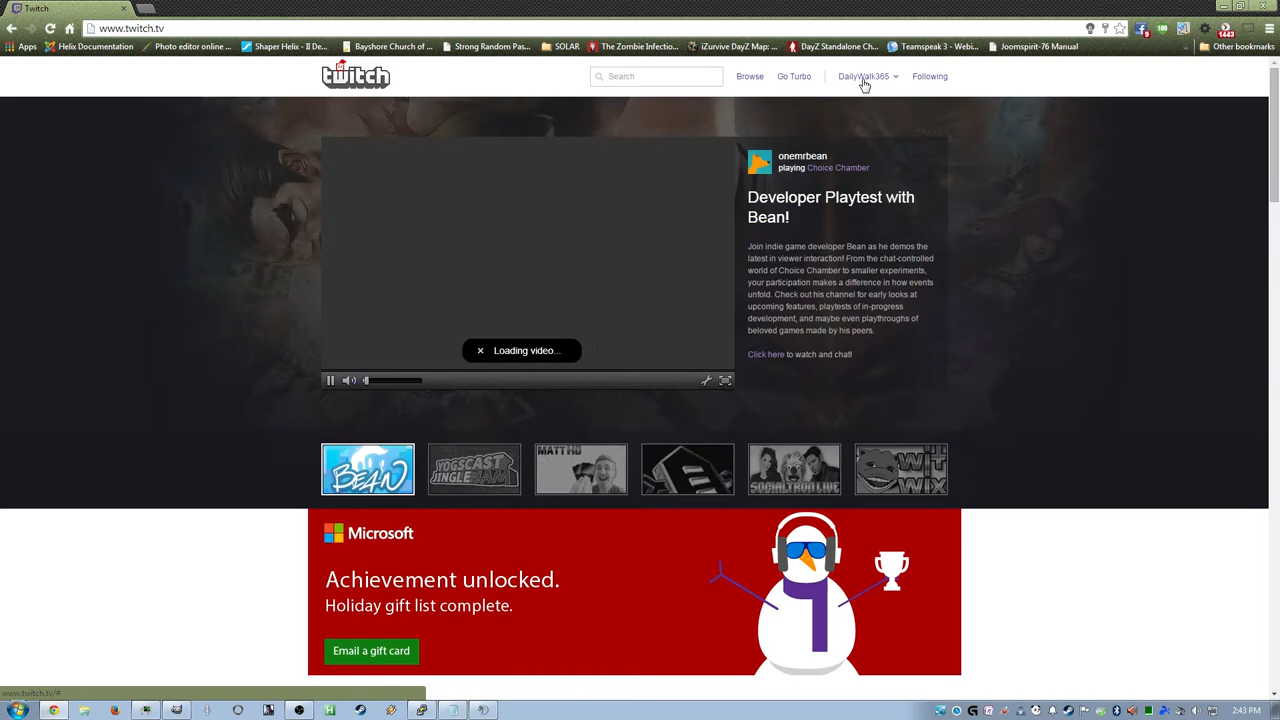 Twitch
www.twitch.tv
9
100
1443
Apps
Helix Documentation
Photo editor online ...
Shaper Helix - II De...
Bayshore Church of ...
Strong Random Pas...
SOLAR
The Zombie Infectio...
iZurvive DayZ Map: ...
DayZ Standalone Ch...
Teamspeak 3 - Webi...
Joomspirit-76 Manual
Other bookmarks
twitch
Search
Browse
Go Turbo
DailyWalk365
Following
onemrbean
playing Choice Chamber
Developer Playtest with
Bean!
Join indie game developer Bean as he demos the
latest in viewer interaction! From the chat-controlled
world of Choice Chamber to smaller experiments,
your participation makes a difference in how events
unfold. Check out his channel for early looks at
upcoming features, playtests of in-progress
development, and maybe even playthroughs of
beloved games made by his peers.
Click here to watch and chat!
Loading video...
BEAN
YOGSCAST
JINGLE JAM
MATT HD
SOCIALTRON LIVE
WIT
WIX
Microsoft
Achievement unlocked.
Holiday gift list complete.
Email a gift card
www.twitch.tv/#
2:43 PM